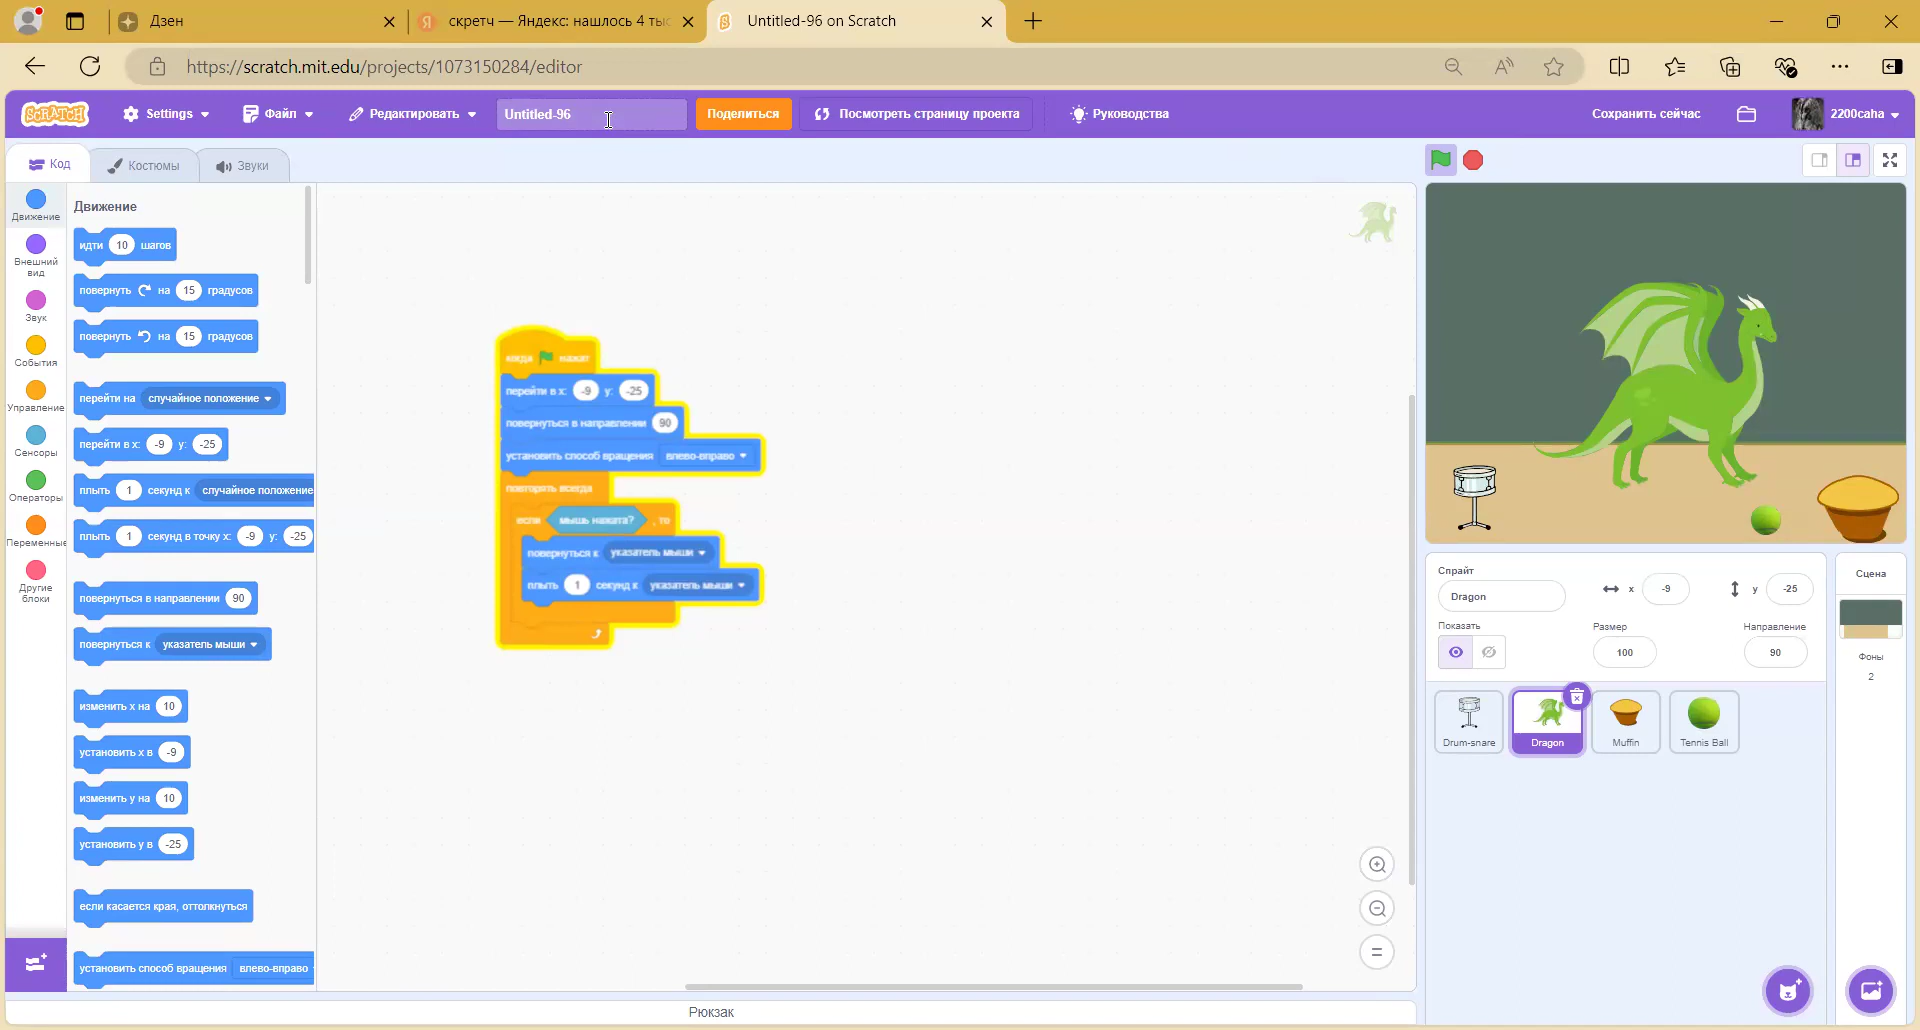 Дзен
скретч — Яндекс: нашлось 4 тыс
Untitled-96 on Scratch
https://scratch.mit.edu/projects/1073150284/editor
SCRATCH
Settings
Файл
Редактировать
Untitled-96
Поделиться
Посмотреть страницу проекта
Руководства
Сохранить сейчас
2200caha
Код
Костюмы
Звуки
Движение
Внешний вид
Звук
События
Управление
Сенсоры
Операторы
Переменные
Другие блоки
Движение
идти 10 шагов
повернуть на 15 градусов
повернуть на 15 градусов
перейти на случайное положение
перейти в x: -9 y: -25
плыть 1 секунд к случайное положение
плыть 1 секунд в точку x: -9 y: -25
повернуться в направлении 90
повернуться к указатель мыши
изменить x на 10
установить x в -9
изменить y на 10
установить y в -25
если касается края, оттолкнуться
установить способ вращения влево-вправо
когда нажат
перейти в x: -9 y: -25
повернуться в направлении 90
установить способ вращения влево-вправо
повторять всегда
если мышь нажата? , то
повернуться к указатель мыши
плыть 1 секунд к указатель мыши
Рюкзак
Спрайт
Dragon
x -9
y -25
Показать
Размер
100
Направление
90
Drum-snare
Dragon
Muffin
Tennis Ball
Сцена
Фоны
2